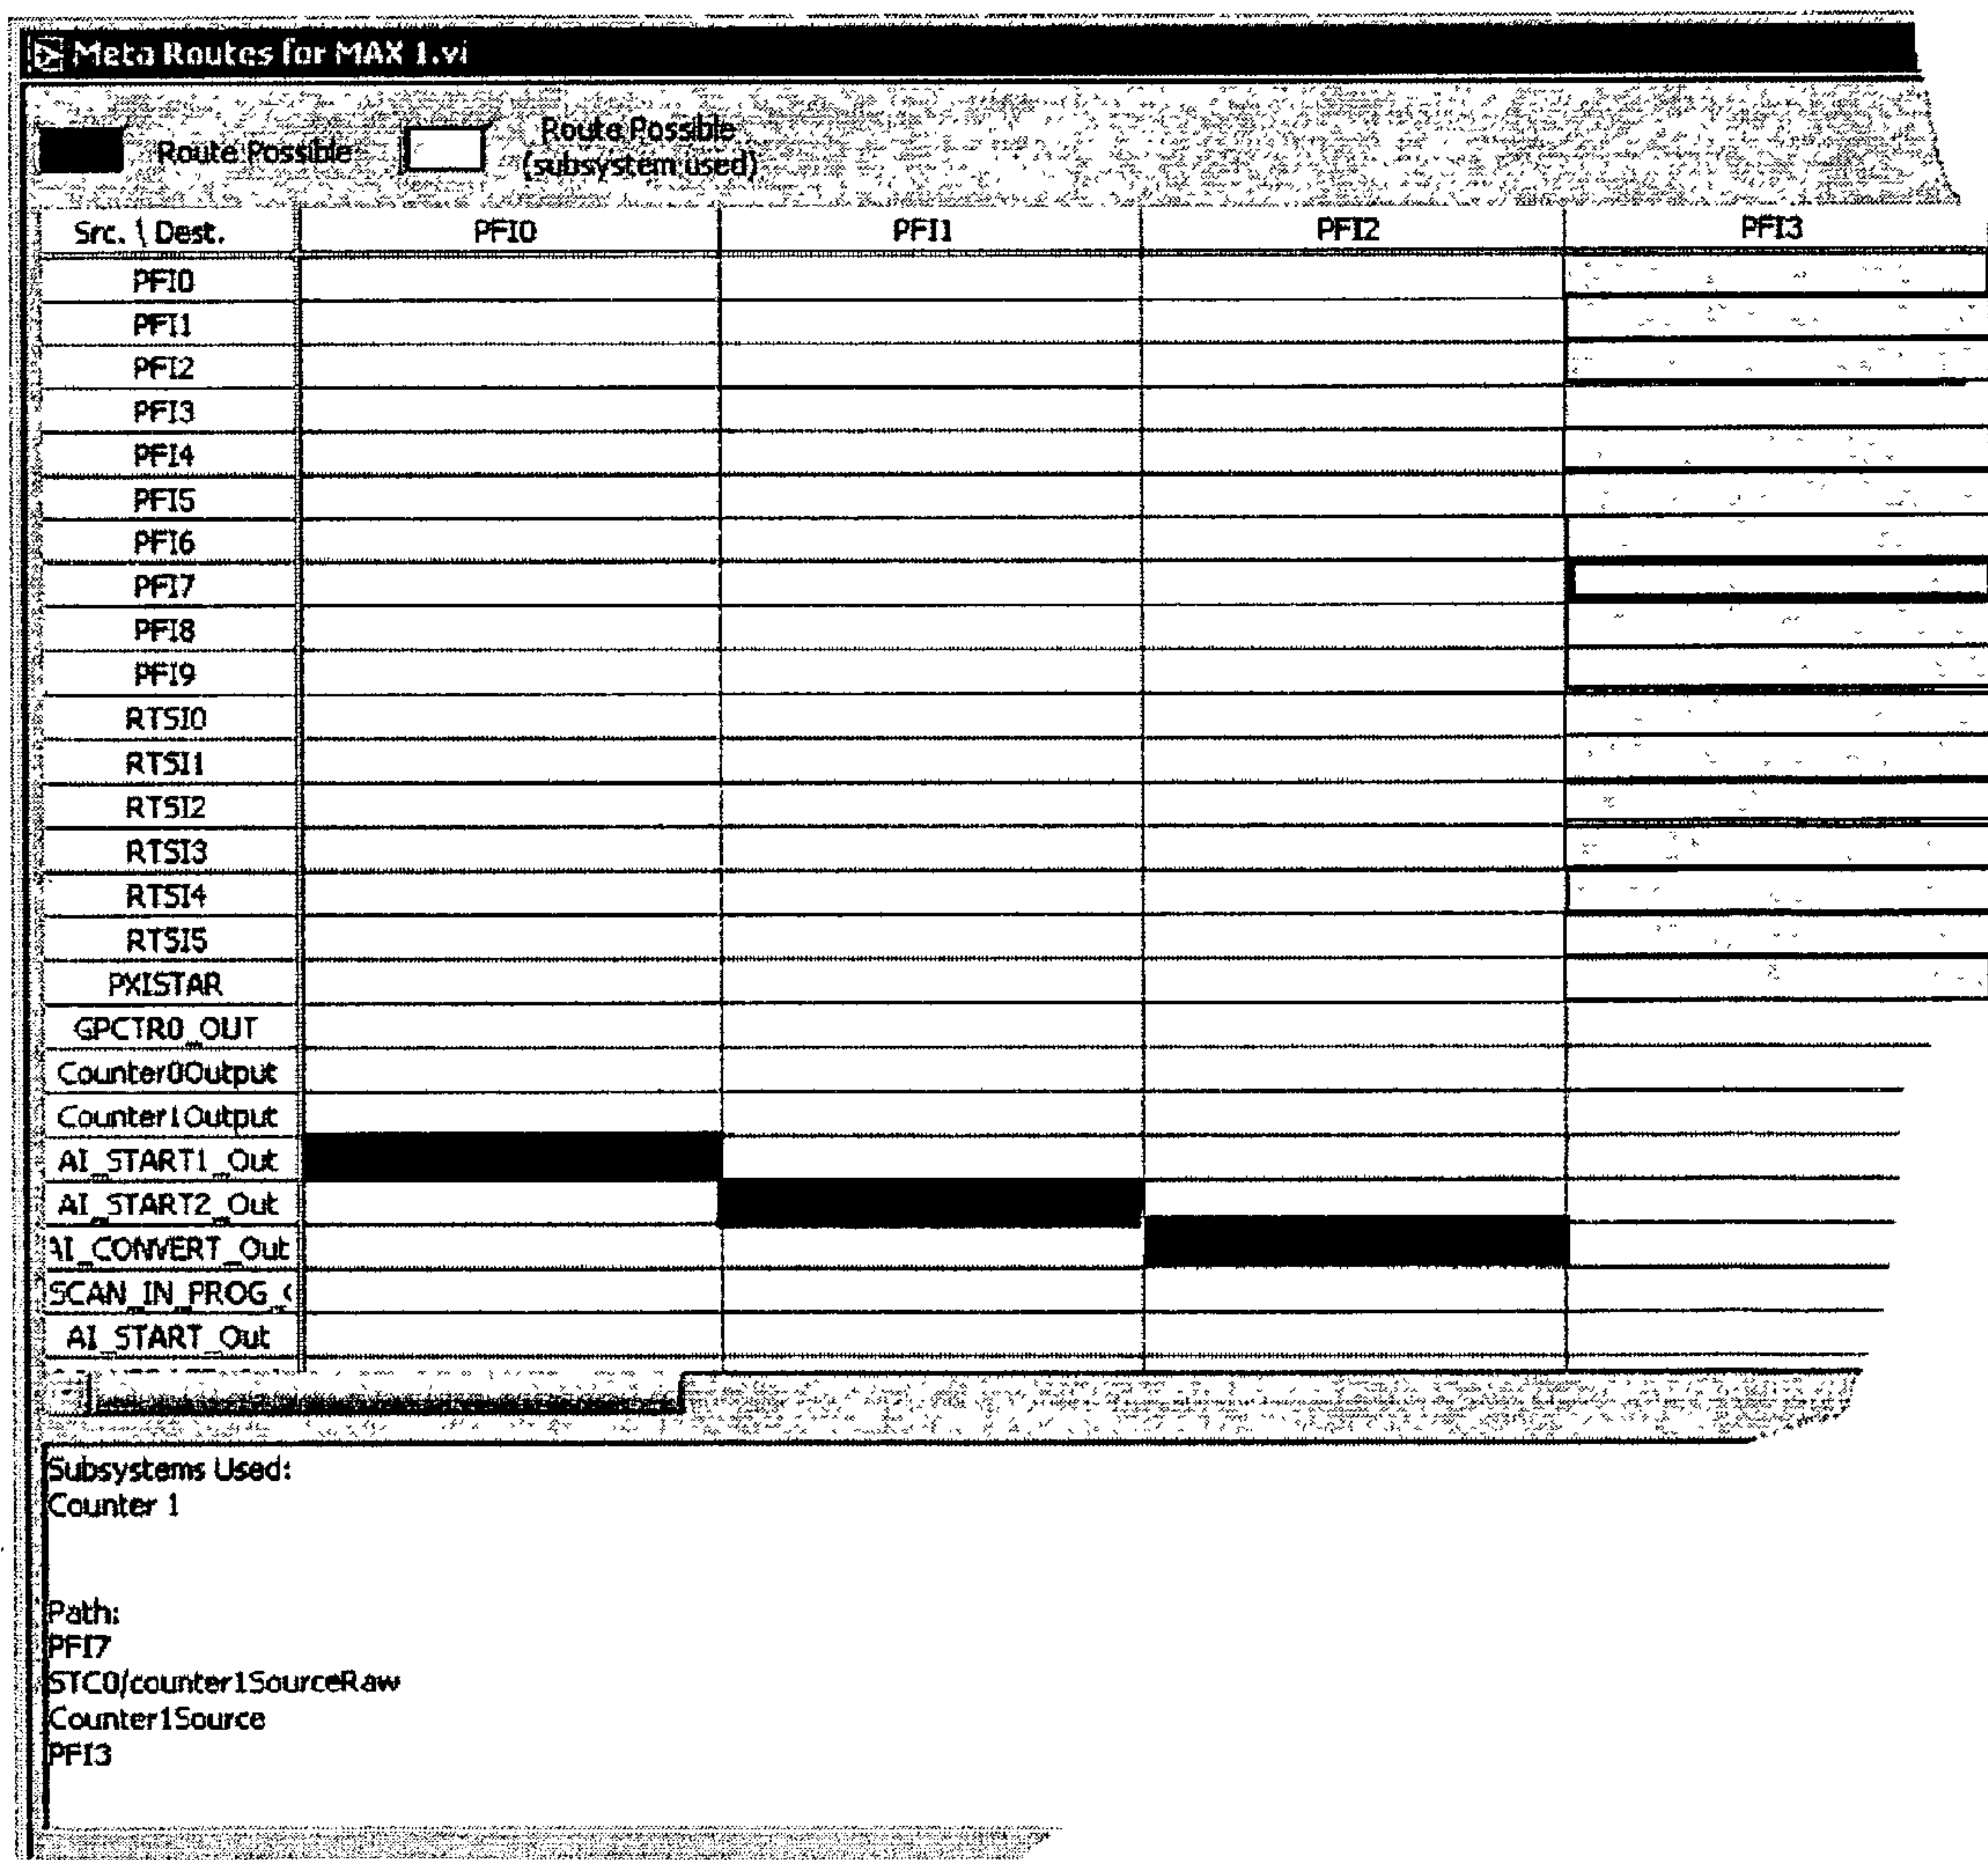 Meta Routes for MAX 1.vi
Route Possible
Route Possible
(subsystem used)
Src. \ Dest. PFI0 PFI1 PFI2 PFI3
PFI0
PFI1
PFI2
PFI3
PFI4
PFI5
PFI6
PFI7
PFI8
PFI9
RTSI0
RTSI1
RTSI2
RTSI3
RTSI4
RTSI5
PXISTAR
GPCTR0_OUT
Counter0Output
Counter1Output
AI_START1_Out
AI_START2_Out
AI_CONVERT_Out
SCAN_IN_PROG_
AI_START_Out
Subsystems Used:
Counter 1
Path:
PFI7
STC0/counter1SourceRaw
Counter1Source
PFI3